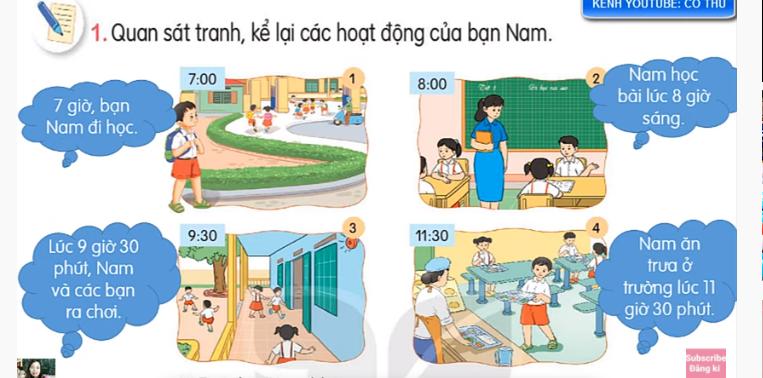 KÊNH YOUTUBE: CÔ THU
1. Quan sát tranh, kể lại các hoạt động của bạn Nam.
7:00
1
7 giờ, bạn
Nam đi học.
8:00
2
Nam học
bài lúc 8 giờ
sáng.
9:30
3
Lúc 9 giờ 30
phút, Nam
và các bạn
ra chơi.
11:30
4
Nam ăn
trưa ở
trường lúc 11
giờ 30 phút.
Subscribe
Đăng kí